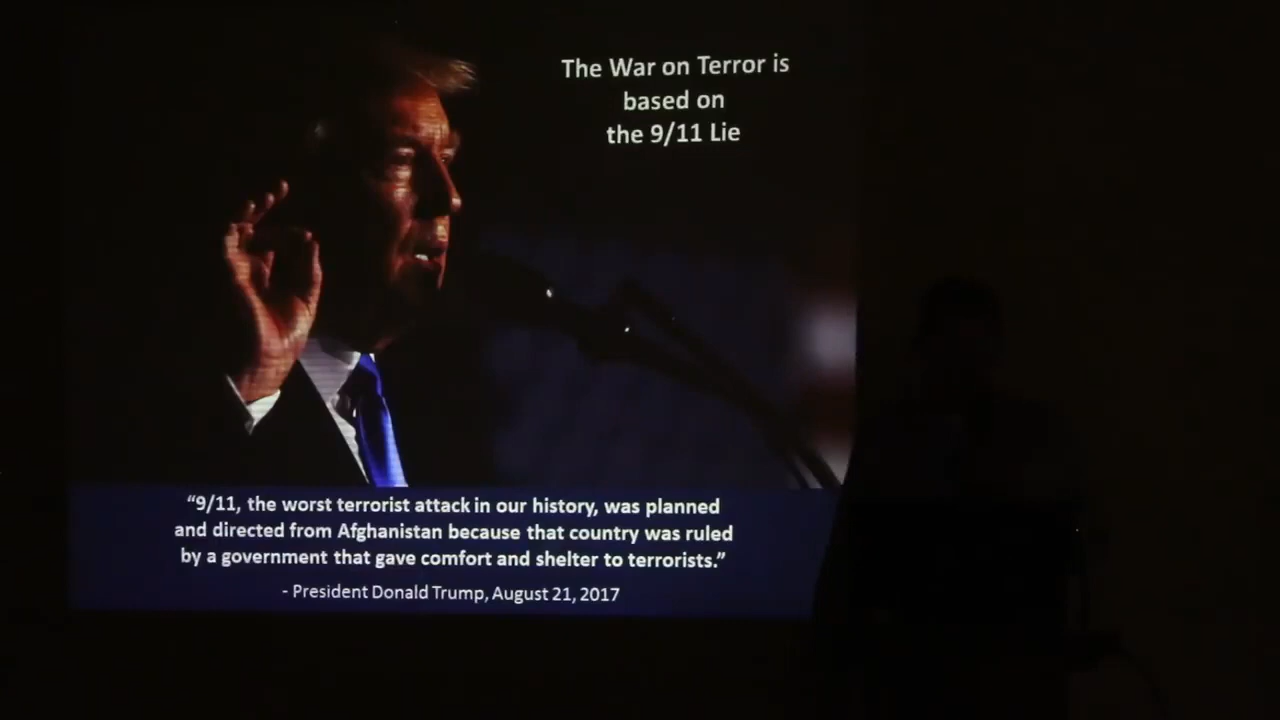 The War on Terror is
based on
the 9/11 Lie
“9/11, the worst terrorist attack in our history, was planned
and directed from Afghanistan because that country was ruled
by a government that gave comfort and shelter to terrorists.”
- President Donald Trump, August 21, 2017